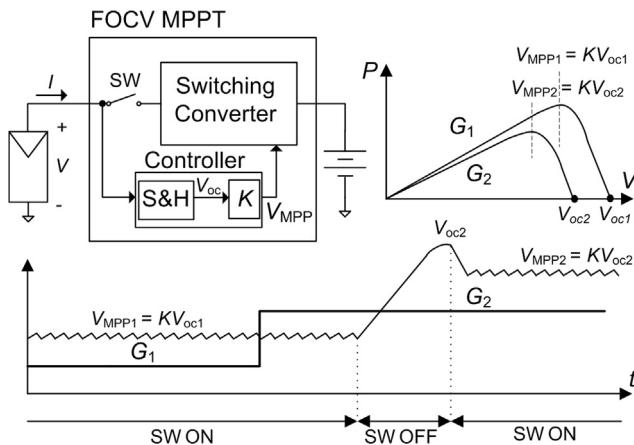 FOCV MPPT
I
SW
Switching
Converter
+
V
-
Controller
S&H
Voc
K
VMPP
P
VMPP1 = KVoc1
VMPP2 = KVoc2
G1
G2
V
Voc2
Voc1
Voc2
VMPP2 = KVoc2
VMPP1 = KVoc1
G2
G1
t
SW ON
SW OFF
SW ON